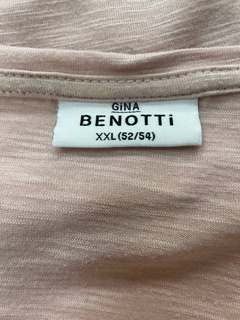 GiNA
BENOTTi
XXL (52/54)